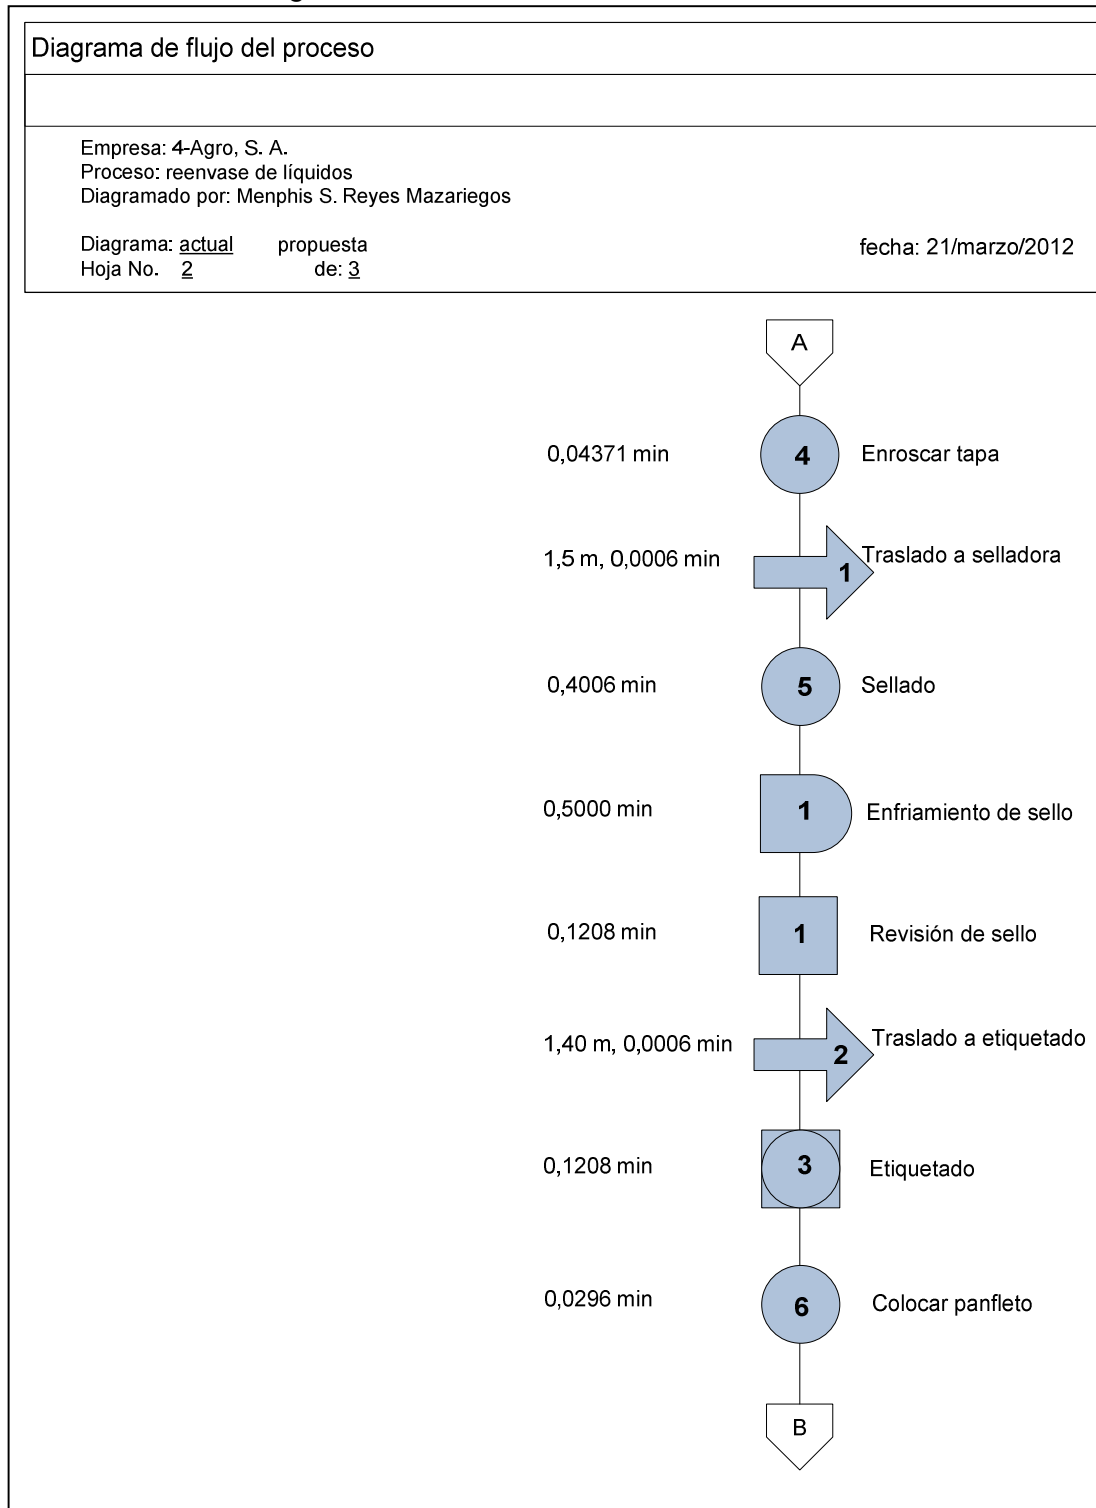 Diagrama de flujo del proceso
Empresa: 4-Agro, S. A.
Proceso: reenvase de líquidos
Diagramado por: Menphis S. Reyes Mazariegos
Diagrama: actual propuesta
fecha: 21/marzo/2012
Hoja No. 2 de: 3
A
0,04371 min 4 Enroscar tapa
1,5 m, 0,0006 min 1 Traslado a selladora
0,4006 min 5 Sellado
0,5000 min 1 Enfriamiento de sello
0,1208 min 1 Revisión de sello
1,40 m, 0,0006 min 2 Traslado a etiquetado
0,1208 min 3 Etiquetado
0,0296 min 6 Colocar panfleto
B